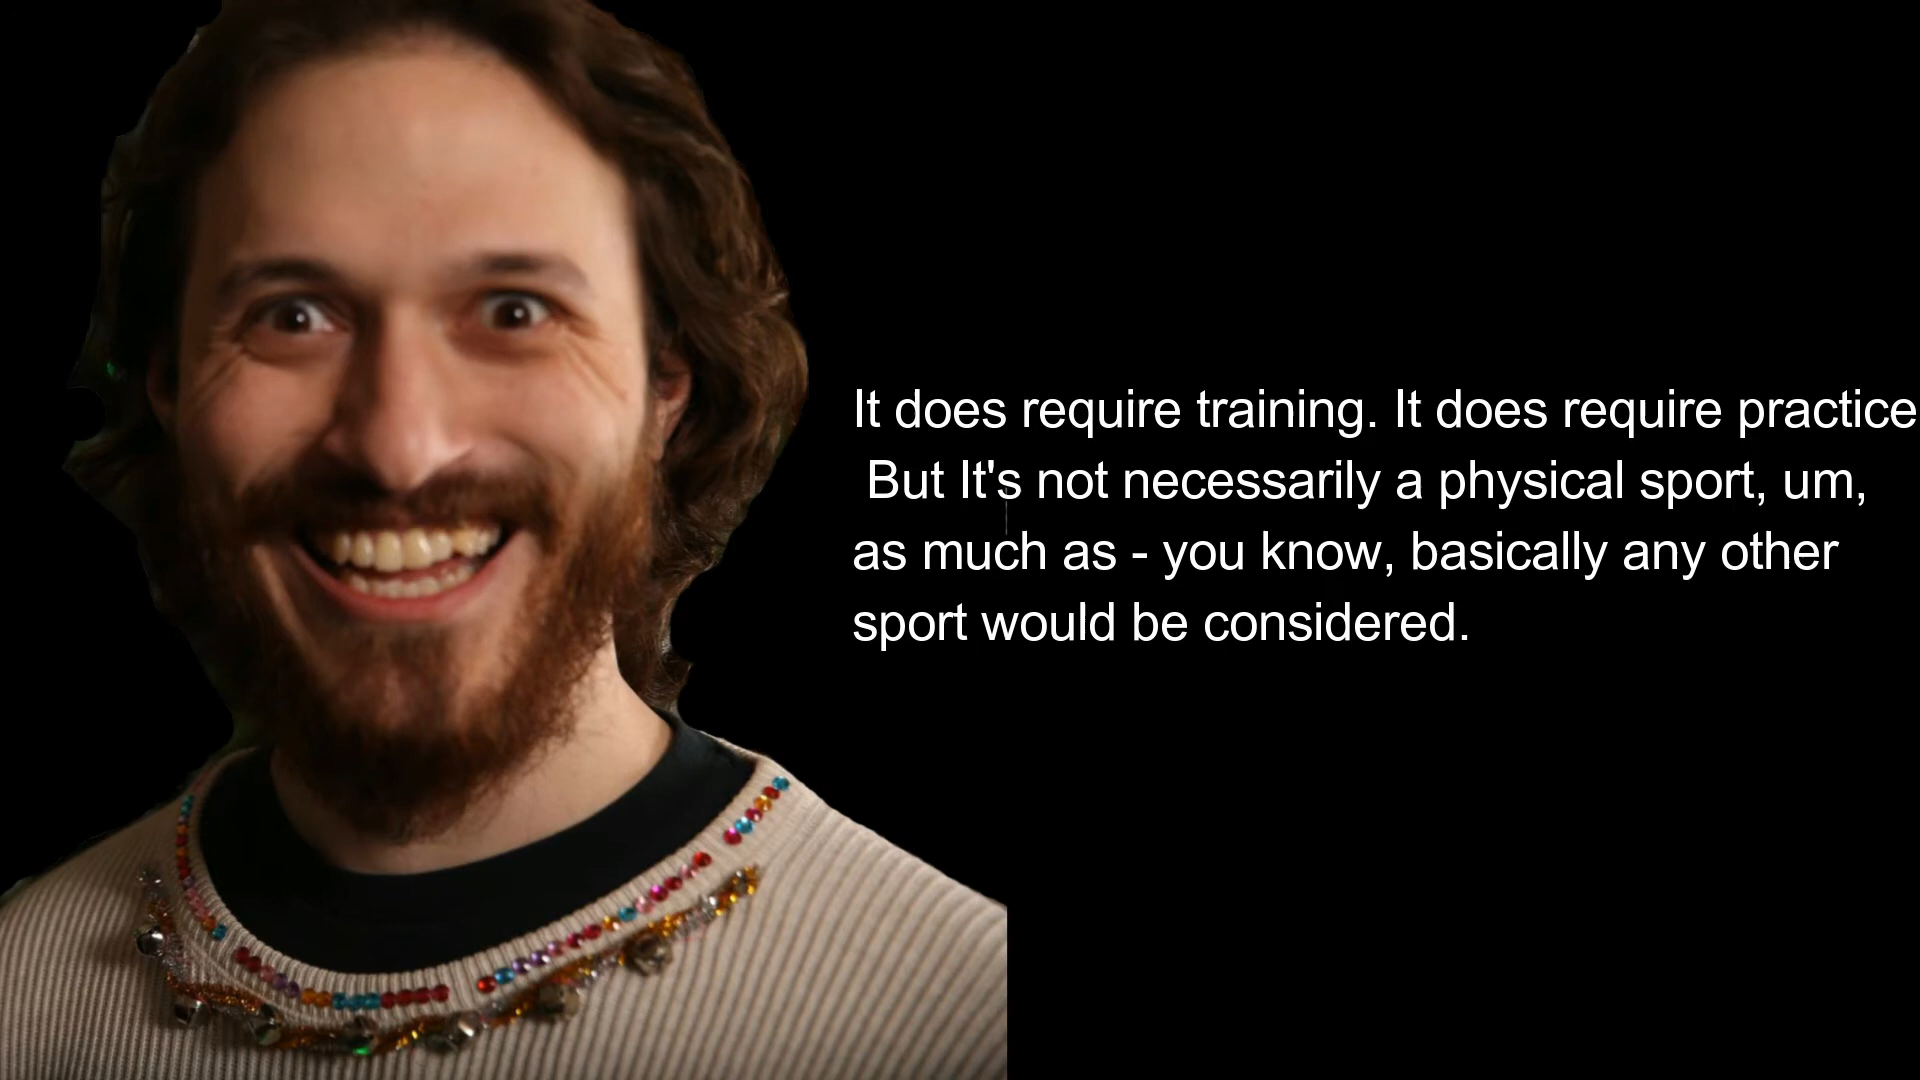 It does require training. It does require practice
But It's not necessarily a physical sport, um,
as much as - you know, basically any other
sport would be considered.